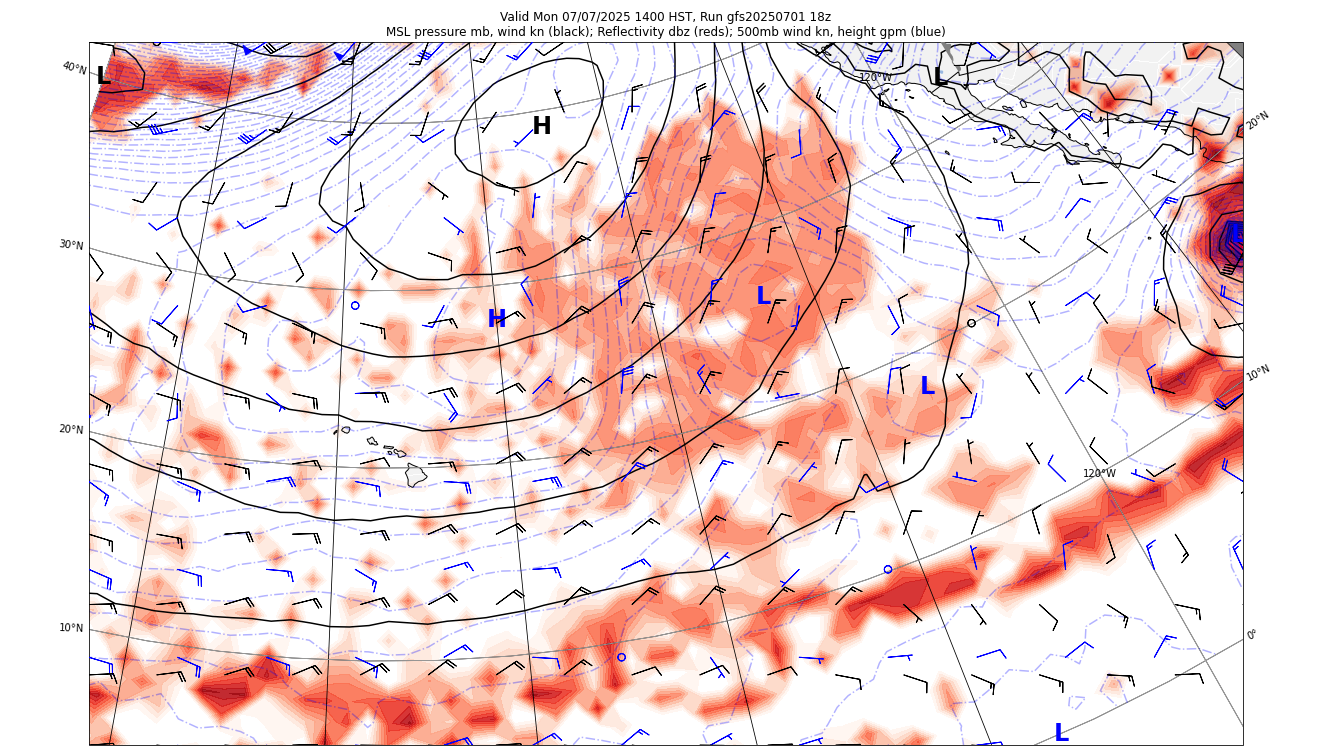 Valid Mon 07/07/2025 1400 HST, Run gfs20250701 18z
MSL pressure mb, wind kn (black); Reflectivity dbz (reds); 500mb wind kn, height gpm (blue)
40°N
L
120°W
L
20°N
H
30°N
L
L
H
L
10°N
20°N
120°W
10°N
0°
L